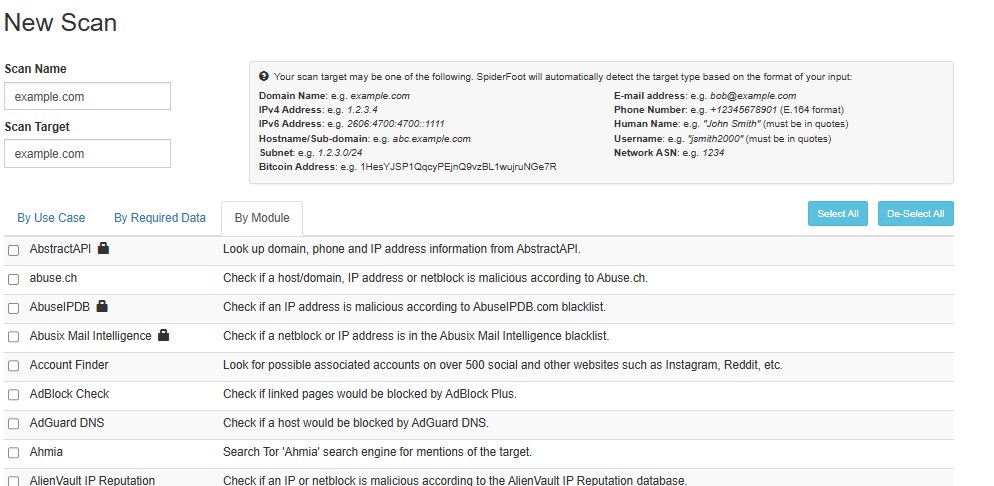 New Scan
Scan Name
example.com
Scan Target
example.com
Your scan target may be one of the following. SpiderFoot will automatically detect the target type based on the format of your input:
Domain Name: e.g. example.com
IPv4 Address: e.g. 1.2.3.4
IPv6 Address: e.g. 2606:4700:4700::1111
Hostname/Sub-domain: e.g. abc.example.com
Subnet: e.g. 1.2.3.0/24
Bitcoin Address: e.g. 1HesYJSP1QqcyPEjnQ9vzBL1wujruNGe7R
E-mail address: e.g. bob@example.com
Phone Number: e.g. +12345678901 (E.164 format)
Human Name: e.g. "John Smith" (must be in quotes)
Username: e.g. "jsmith2000" (must be in quotes)
Network ASN: e.g. 1234
By Use Case By Required Data By Module Select All De-Select All
AbstractAPI Look up domain, phone and IP address information from AbstractAPI.
abuse.ch Check if a host/domain, IP address or netblock is malicious according to Abuse.ch.
AbuseIPDB Check if an IP address is malicious according to AbuseIPDB.com blacklist.
Abusix Mail Intelligence Check if a netblock or IP address is in the Abusix Mail Intelligence blacklist.
Account Finder Look for possible associated accounts on over 500 social and other websites such as Instagram, Reddit, etc.
AdBlock Check Check if linked pages would be blocked by AdBlock Plus.
AdGuard DNS Check if a host would be blocked by AdGuard DNS.
Ahmia Search Tor 'Ahmia' search engine for mentions of the target.
AlienVault IP Reputation Check if an IP or netblock is malicious according to the AlienVault IP Reputation database.